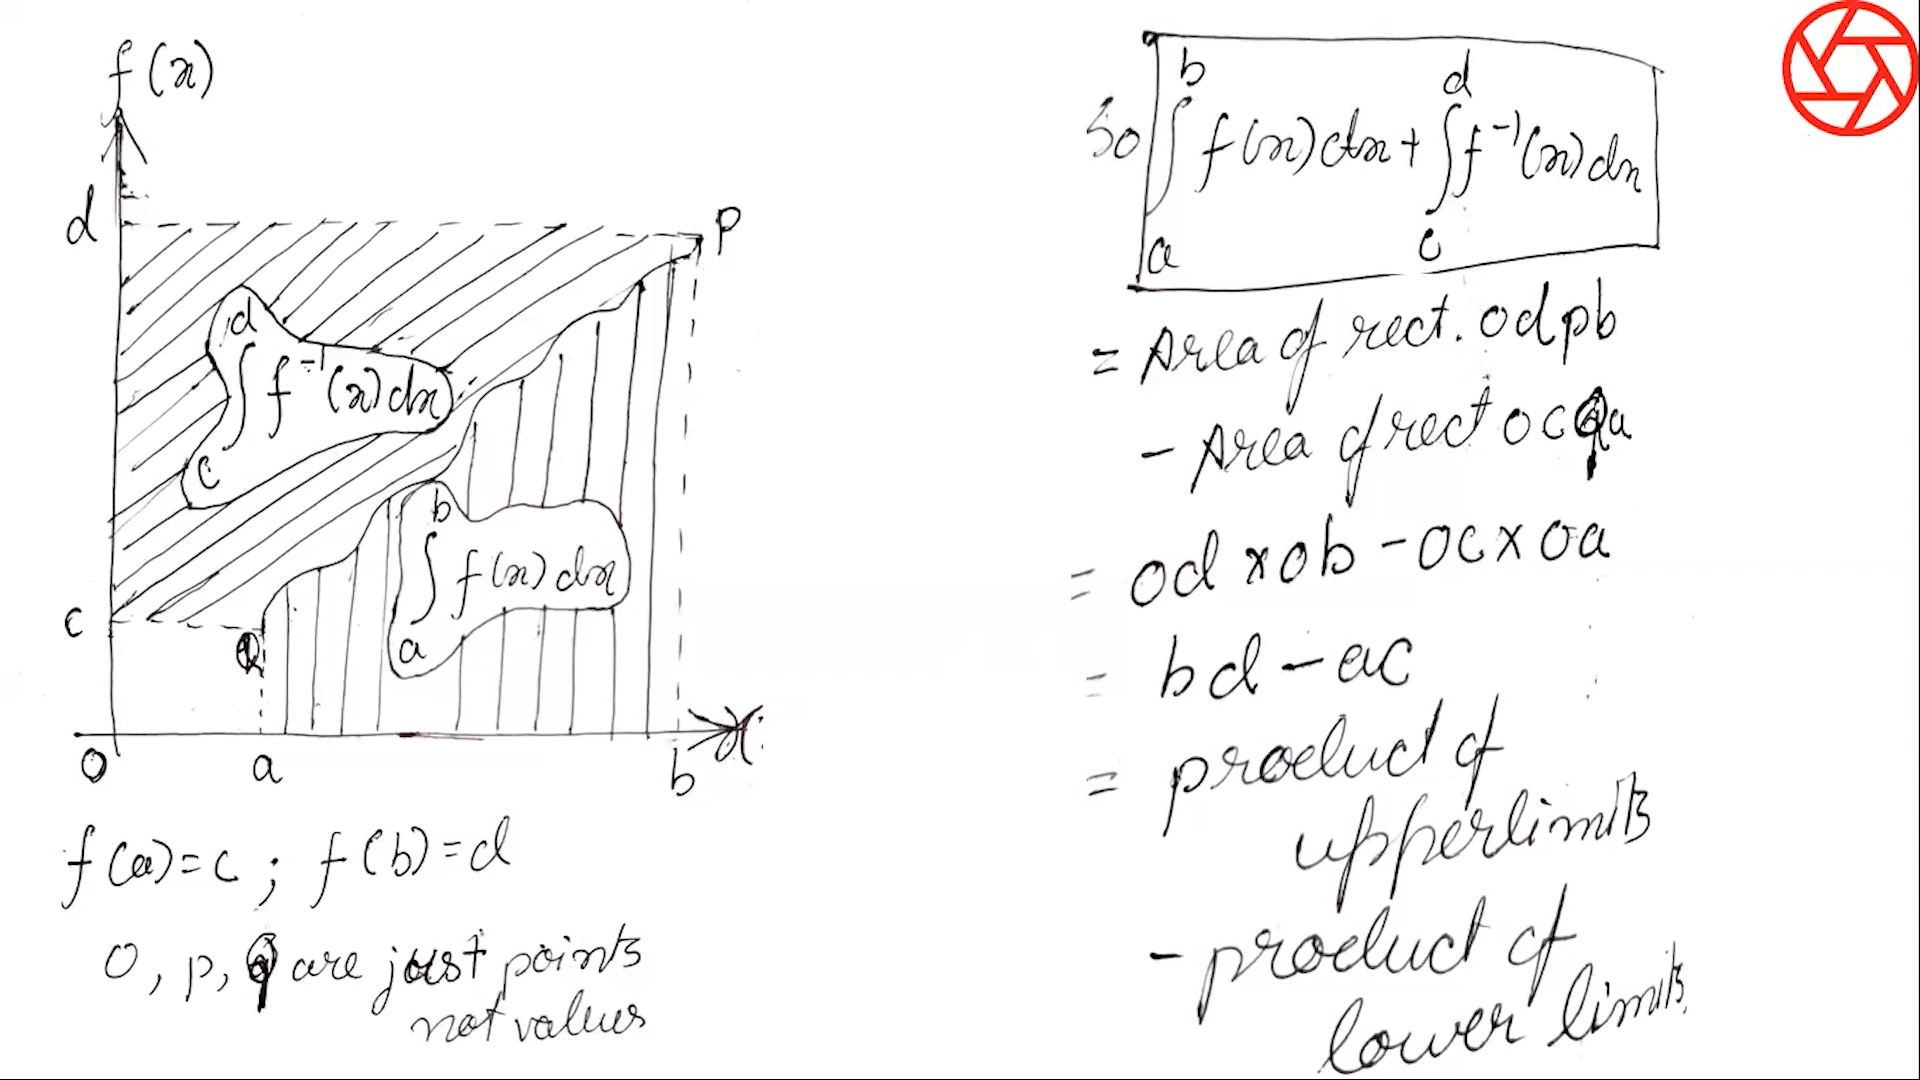 f(x)
d
P
d
∫ f⁻¹(x)dx
c
b
∫ f(x)dx
a
c
Q
O
a
b
x
f(a)=c ; f(b)=d
O, p, q are just points
not values
b
d
So ∫ f(x)dx + ∫ f⁻¹(x)dx
a
c
= Area of rect. odpb
- Area of rect ocQa
= od × ob - oc × oa
= bd - ac
= product of
upperlimits
- product of
lower limits.